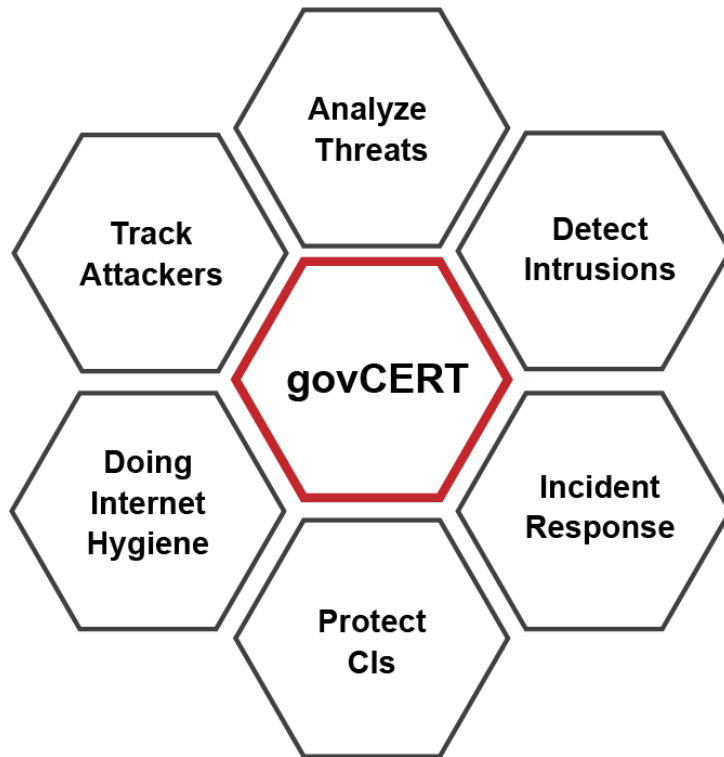 Analyze
Threats
Track
Attackers
Detect
Intrusions
govCERT
Doing
Internet
Hygiene
Incident
Response
Protect
CIs